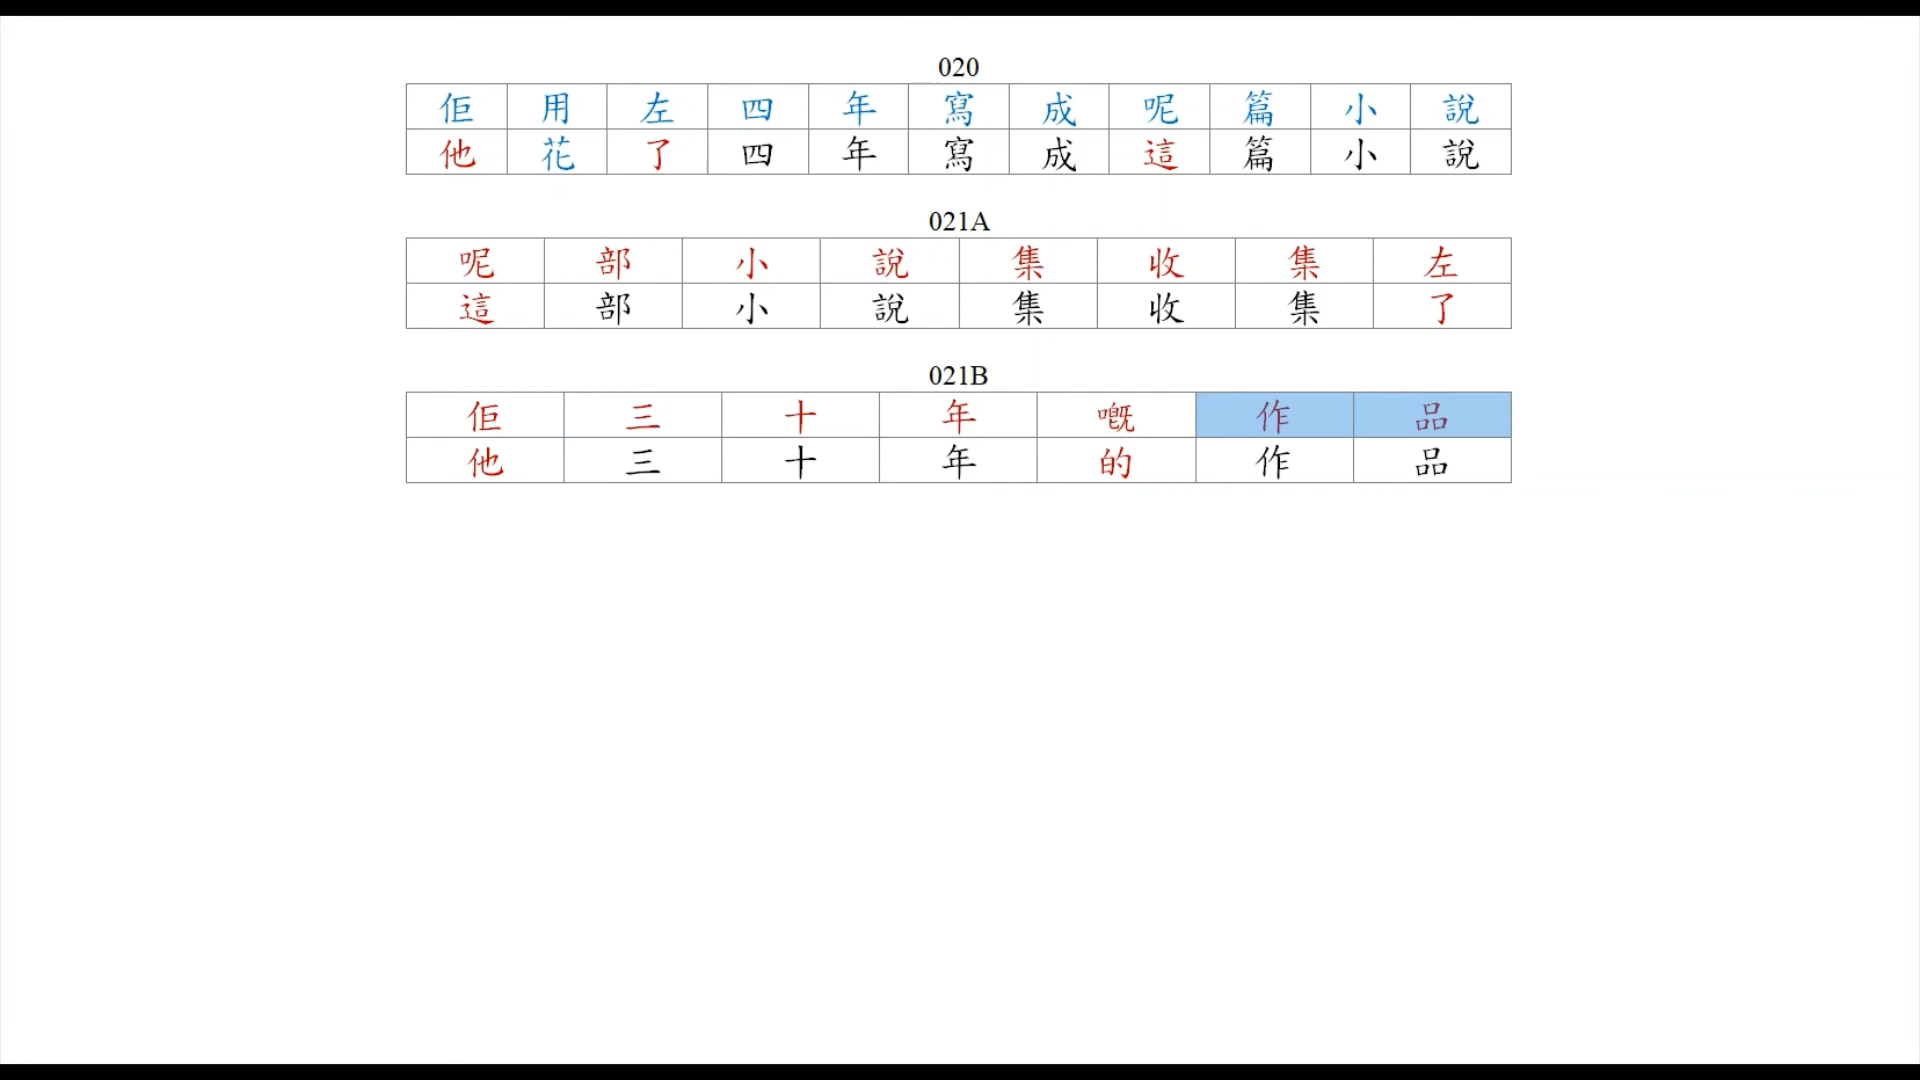 020
佢用左四年寫成呢篇小說
他花了四年寫成這篇小說
021A
呢部小說集收集左
這部小說集收集了
021B
佢三十年嘅作品
他三十年的作品